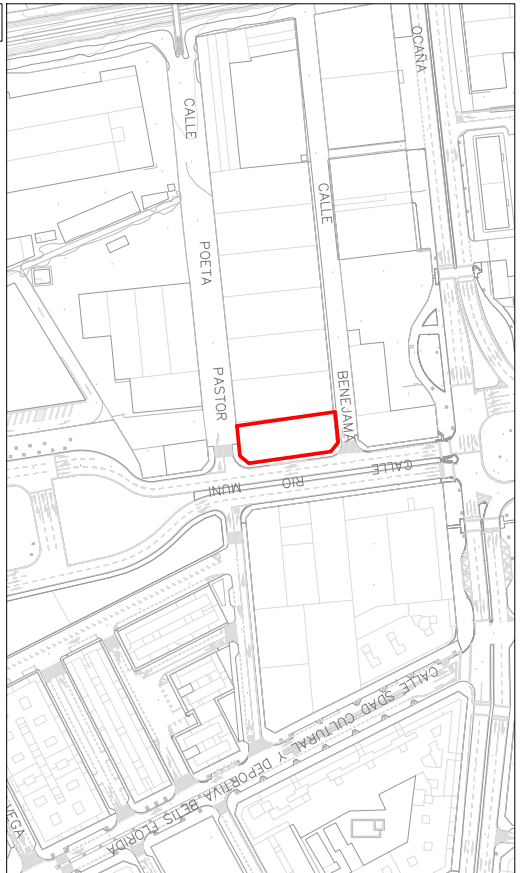 OCAÑA
CALLE
POETA
PASTOR
CALLE
BENEJAMA
CALLE
RIO
MUNI
CALLE SDAD CULTURAL Y DEPORTIVA BETIS FLORIDA
VEGA